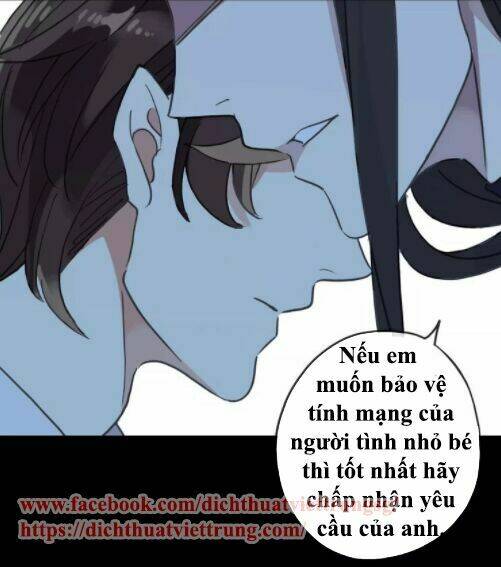 Nếu em
muốn bảo vệ
tính mạng của
người tình nhỏ bé
thì tốt nhất hãy
chấp nhận yêu
cầu của anh.
www.facebook.com/dichthuatviettrungsg
https://dichthuatviettrung.com/